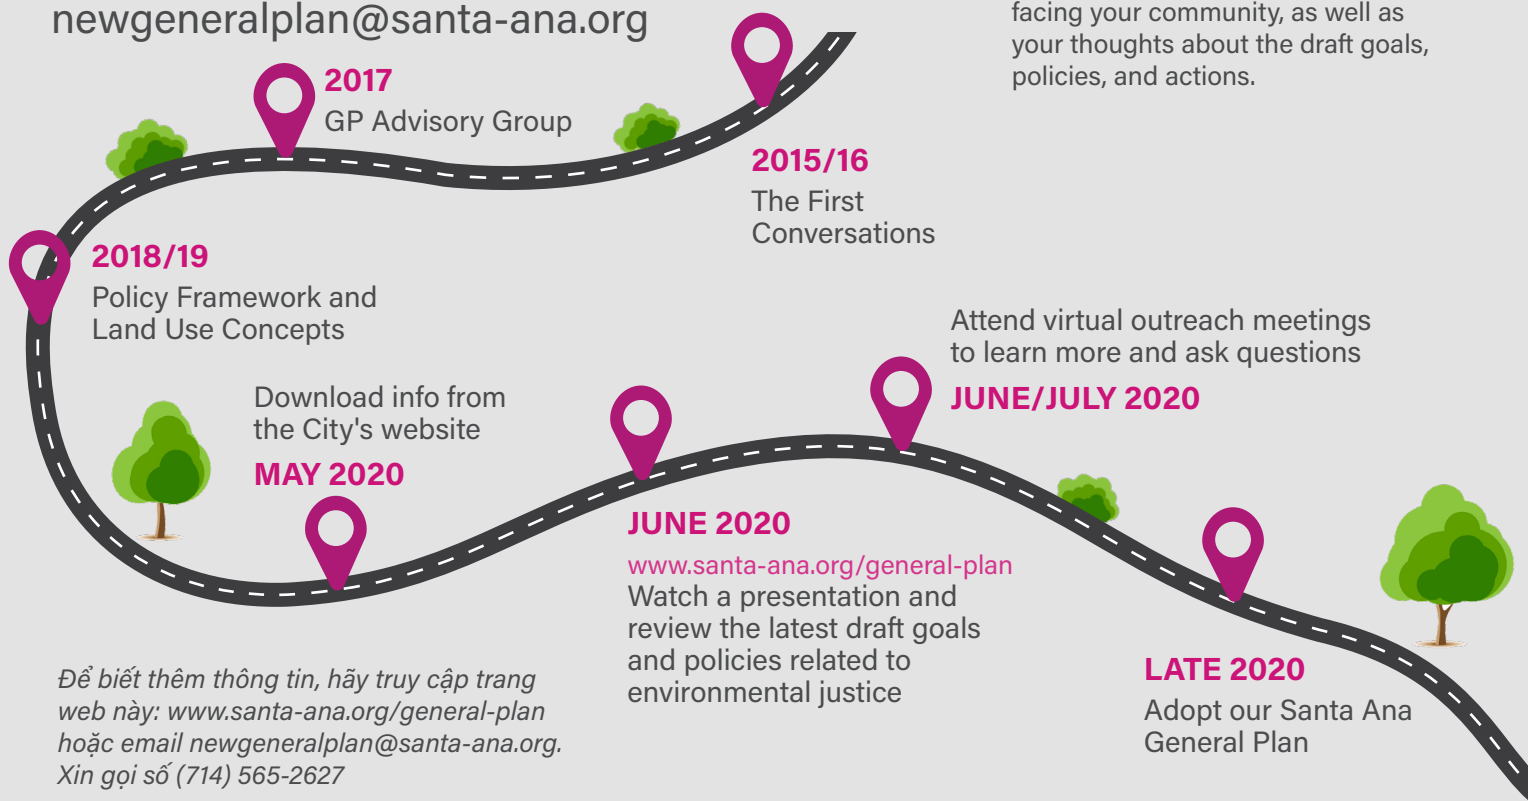 newgeneralplan@santa-ana.org
facing your community, as well as
your thoughts about the draft goals,
policies, and actions.
2017
GP Advisory Group
2015/16
The First
Conversations
2018/19
Policy Framework and
Land Use Concepts
Download info from
the City's website
MAY 2020
JUNE 2020
www.santa-ana.org/general-plan
Watch a presentation and
review the latest draft goals
and policies related to
environmental justice
Attend virtual outreach meetings
to learn more and ask questions
JUNE/JULY 2020
LATE 2020
Adopt our Santa Ana
General Plan
Để biết thêm thông tin, hãy truy cập trang
web này: www.santa-ana.org/general-plan
hoặc email newgeneralplan@santa-ana.org.
Xin gọi số (714) 565-2627